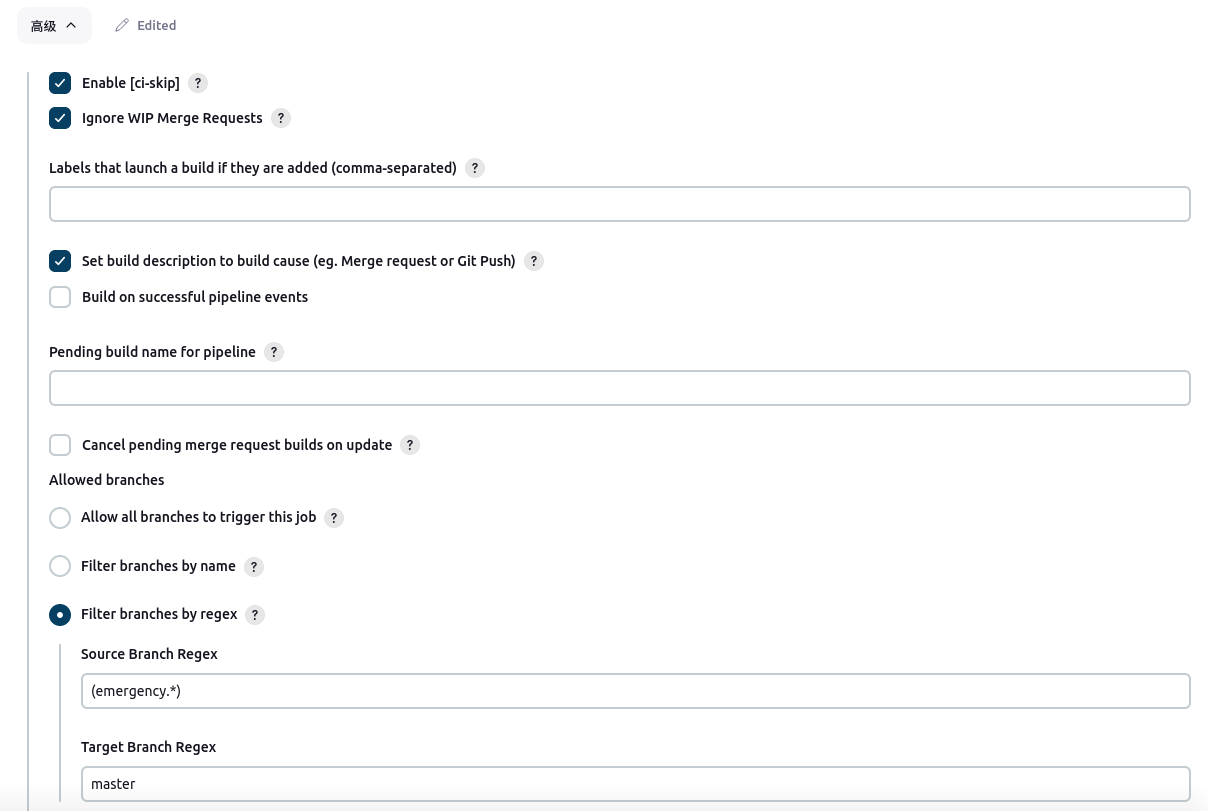 高级
Edited
Enable [ci-skip] ?
Ignore WIP Merge Requests ?
Labels that launch a build if they are added (comma-separated) ?
Set build description to build cause (eg. Merge request or Git Push) ?
Build on successful pipeline events
Pending build name for pipeline ?
Cancel pending merge request builds on update ?
Allowed branches
Allow all branches to trigger this job ?
Filter branches by name ?
Filter branches by regex ?
Source Branch Regex
(emergency.*)
Target Branch Regex
master